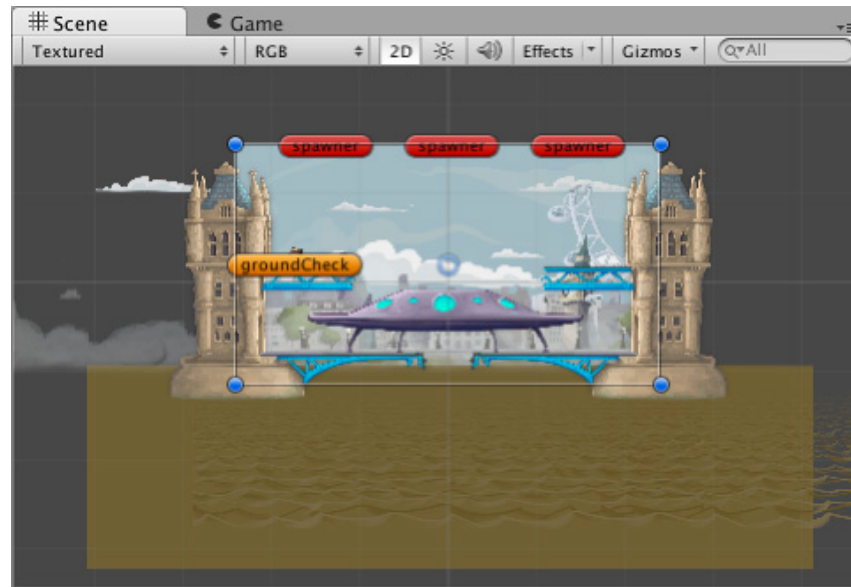 Scene Game
Textured RGB 2D Effects Gizmos All
spawner spawner spawner
groundCheck